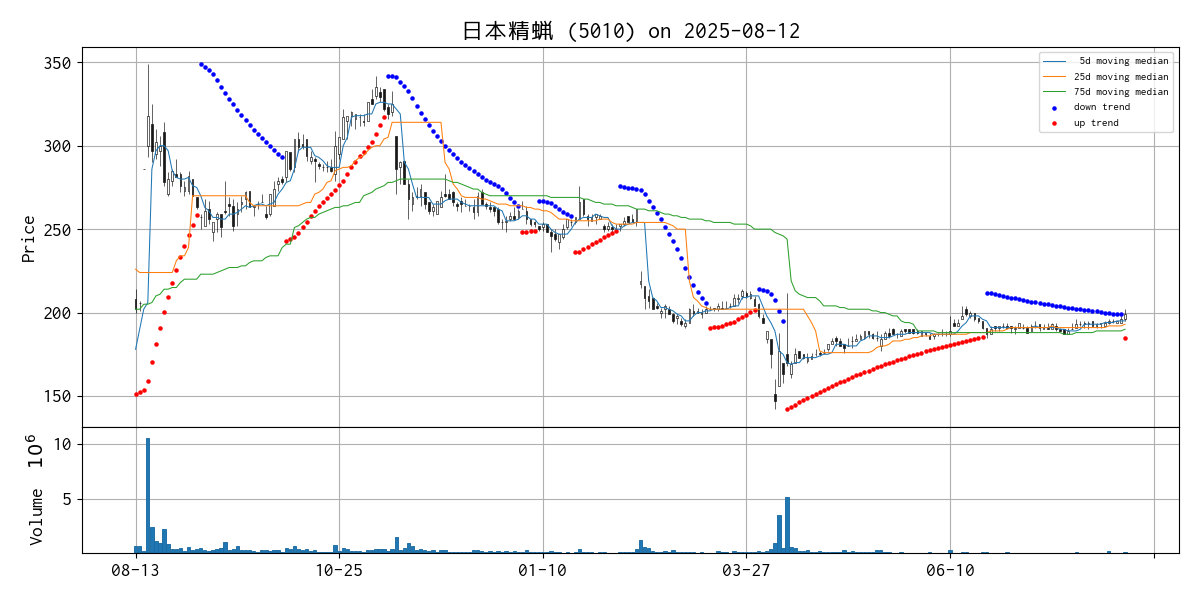 日本精蝋 (5010) on 2025-08-12
5d moving median
25d moving median
75d moving median
down trend
up trend
Price
350
300
250
200
150
Volume 10^6
10
5
08-13
10-25
01-10
03-27
06-10